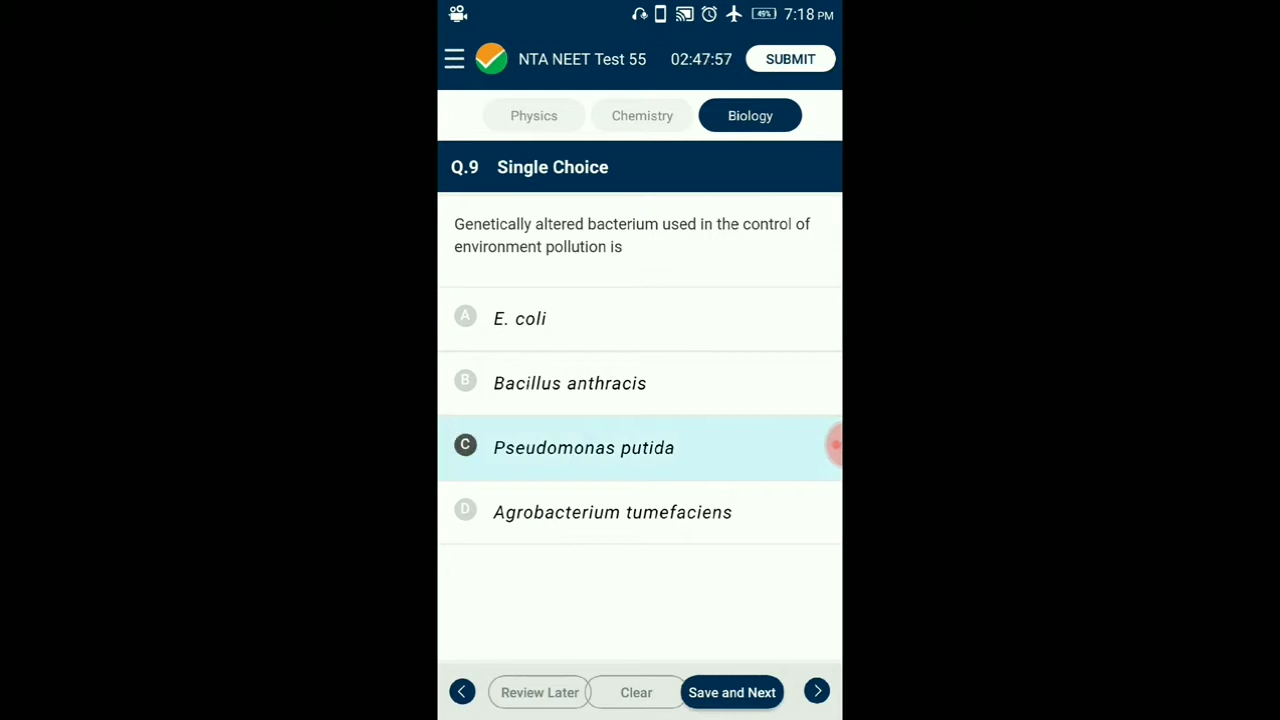 49% 7:18 PM
NTA NEET Test 55 02:47:57 SUBMIT
Physics Chemistry Biology
Q.9 Single Choice
Genetically altered bacterium used in the control of
environment pollution is
A E. coli
B Bacillus anthracis
C Pseudomonas putida
D Agrobacterium tumefaciens
Review Later Clear Save and Next